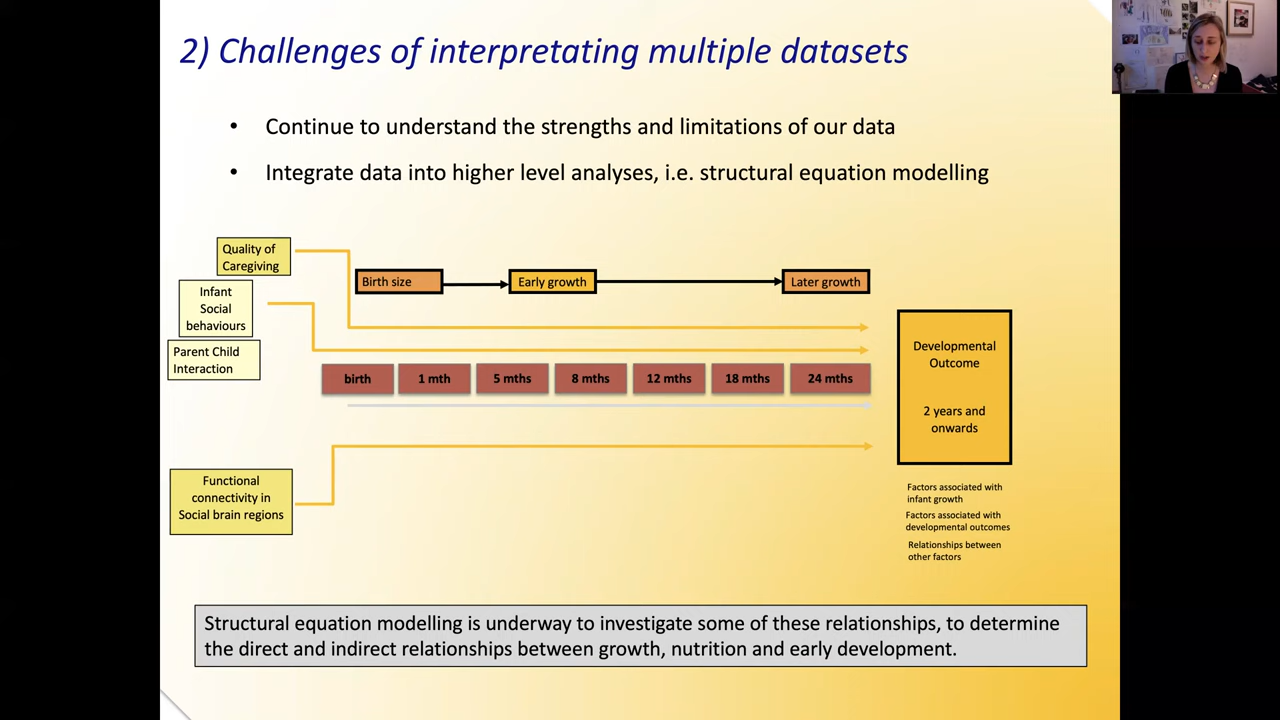 2) Challenges of interpretating multiple datasets
• Continue to understand the strengths and limitations of our data
• Integrate data into higher level analyses, i.e. structural equation modelling
Quality of
Caregiving
Infant
Social
behaviours
Parent Child
Interaction
Birth size
Early growth
Later growth
birth
1 mth
5 mths
8 mths
12 mths
18 mths
24 mths
Functional
connectivity in
Social brain regions
Developmental
Outcome
2 years and
onwards
Factors associated with
infant growth
Factors associated with
developmental outcomes
Relationships between
other factors
Structural equation modelling is underway to investigate some of these relationships, to determine
the direct and indirect relationships between growth, nutrition and early development.